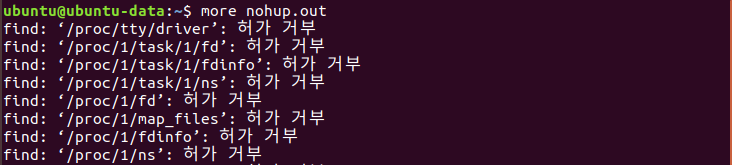 ubuntu@ubuntu-data:~$ more nohup.out
find: ‘/proc/tty/driver’: 허가 거부
find: ‘/proc/1/task/1/fd’: 허가 거부
find: ‘/proc/1/task/1/fdinfo’: 허가 거부
find: ‘/proc/1/task/1/ns’: 허가 거부
find: ‘/proc/1/fd’: 허가 거부
find: ‘/proc/1/map_files’: 허가 거부
find: ‘/proc/1/fdinfo’: 허가 거부
find: ‘/proc/1/ns’: 허가 거부